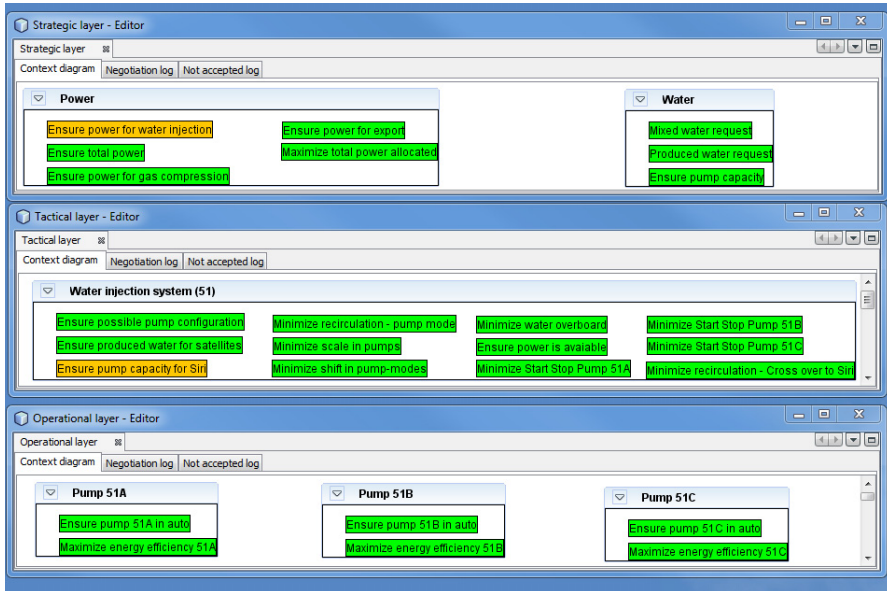 Strategic layer - Editor
Strategic layer
Context diagram Negotiation log Not accepted log
Power
Water
Ensure power for water injection
Ensure power for export
Mixed water request
Ensure total power
Maximize total power allocated
Produced water request
Ensure power for gas compression
Ensure pump capacity
Tactical layer - Editor
Tactical layer
Context diagram Negotiation log Not accepted log
Water injection system (51)
Ensure possible pump configuration
Minimize recirculation - pump mode
Minimize water overboard
Minimize Start Stop Pump 51B
Ensure produced water for satellites
Minimize scale in pumps
Ensure power is avaiable
Minimize Start Stop Pump 51C
Ensure pump capacity for Siri
Minimize shift in pump-modes
Minimize Start Stop Pump 51A
Minimize recirculation - Cross over to Siri
Operational layer - Editor
Operational layer
Context diagram Negotiation log Not accepted log
Pump 51A
Pump 51B
Pump 51C
Ensure pump 51A in auto
Ensure pump 51B in auto
Ensure pump 51C in auto
Maximize energy efficiency 51A
Maximize energy efficiency 51B
Maximize energy efficiency 51C